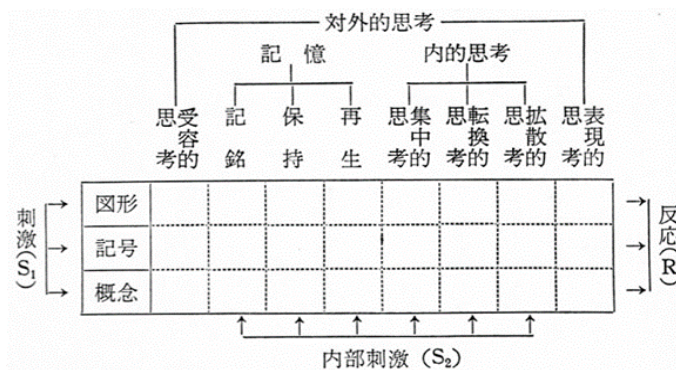 対外的思考
記憶
内的思考
受容的思考
記銘
保持
再生
集中的思考
転換的思考
拡散的思考
表現的思考
刺激(S₁)
図形
記号
概念
反応(R)
内部刺激(S₂)